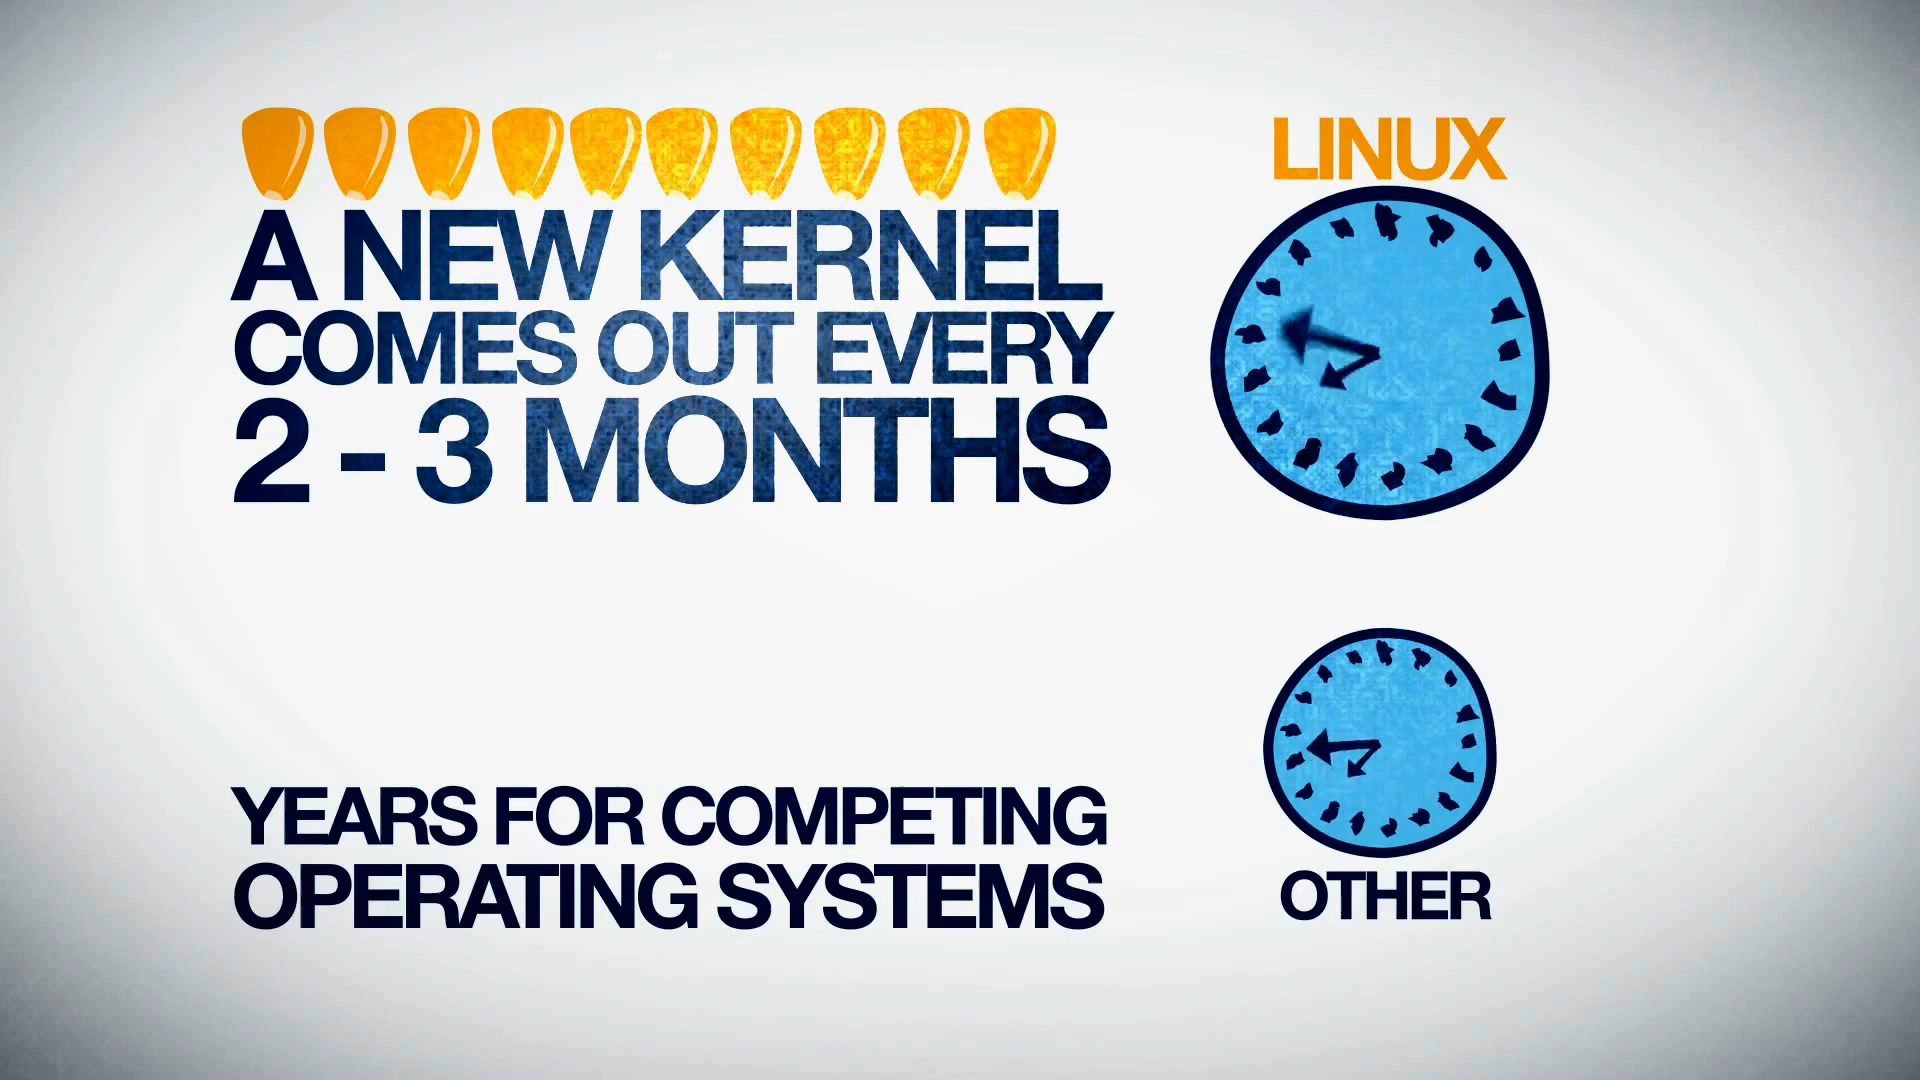 A NEW KERNEL
COMES OUT EVERY
2 - 3 MONTHS
LINUX
YEARS FOR COMPETING
OPERATING SYSTEMS
OTHER